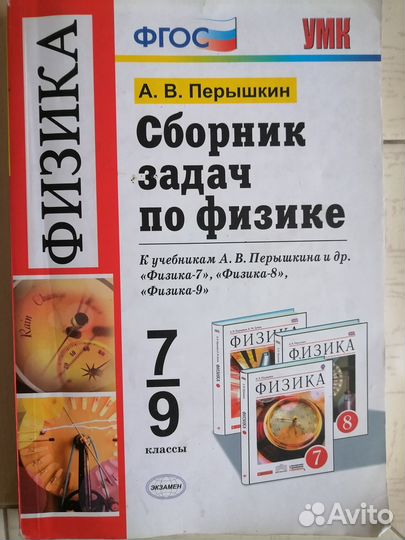 ФИЗИКА
ФГОС
УМК
А. В. Перышкин
Сборник
задач
по физике
К учебникам А. В. Перышкина и др.
«Физика-7», «Физика-8»,
«Физика-9»
7/9
классы
ФИЗИКА
ФИЗИКА
8
ФИЗИКА
7
Rain
ЭКЗАМЕН
Avito